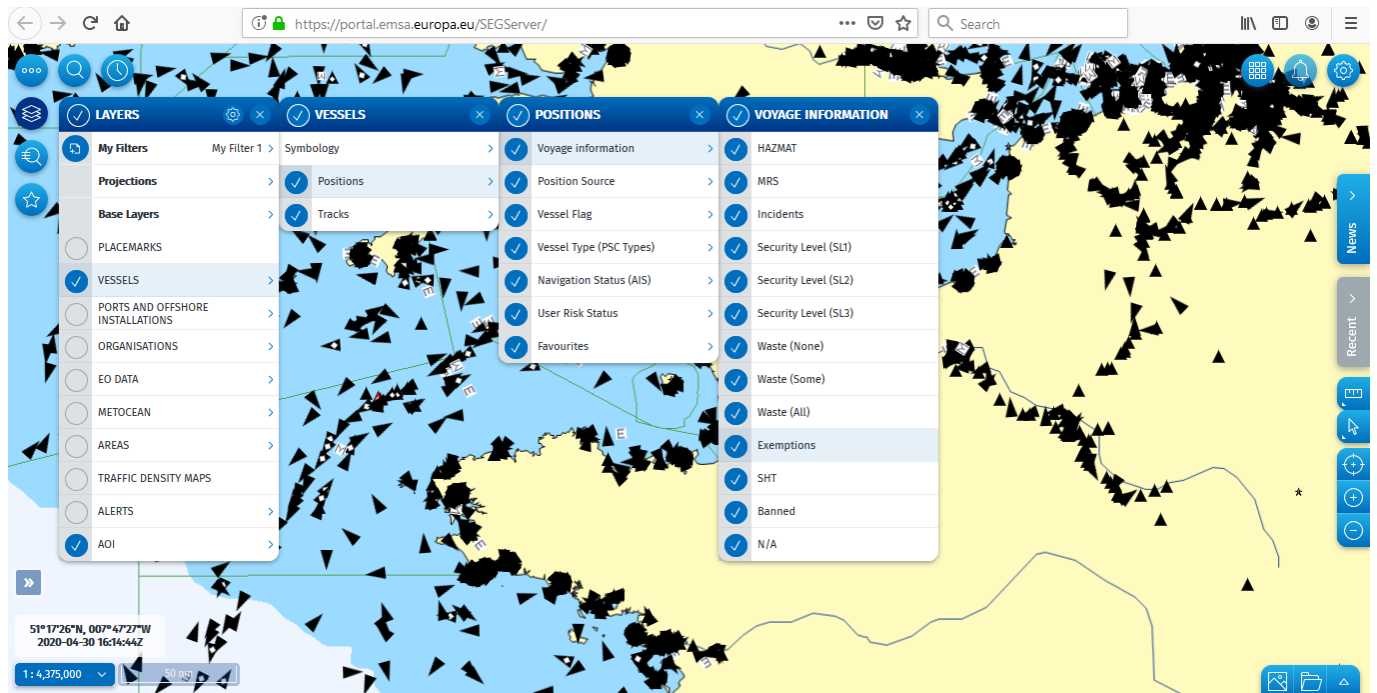 https://portal.emsa.europa.eu/SEGServer/
Search
LAYERS
My Filters My Filter 1
Projections
Base Layers
PLACEMARKS
VESSELS
PORTS AND OFFSHORE
INSTALLATIONS
ORGANISATIONS
EO DATA
METOCEAN
AREAS
TRAFFIC DENSITY MAPS
ALERTS
AOI
VESSELS
Symbology
Positions
Tracks
POSITIONS
Voyage information
Position Source
Vessel Flag
Vessel Type (PSC Types)
Navigation Status (AIS)
User Risk Status
Favourites
VOYAGE INFORMATION
HAZMAT
MRS
Incidents
Security Level (SL1)
Security Level (SL2)
Security Level (SL3)
Waste (None)
Waste (Some)
Waste (All)
Exemptions
SHT
Banned
N/A
News
Recent
51°17'26"N, 007°47'27"W
2020-04-30 16:14:44Z
1 : 4,375,000
50 nm